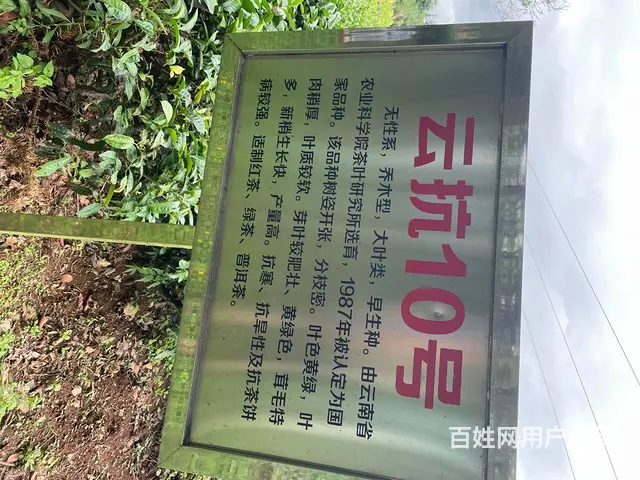 云抗10号
无性系，乔木型，大叶类，早生种。由云南省
农业科学院茶叶研究所选育，1987年被认定为国
家品种。该品种树姿开张，分枝密。叶色黄绿，叶
肉稍厚，叶质较软。芽叶较肥壮、黄绿色，茸毛特
多，新梢生长快，产量高。抗寒、抗旱性及抗茶饼
病较强。适制红茶、绿茶、普洱茶。
百姓网用户